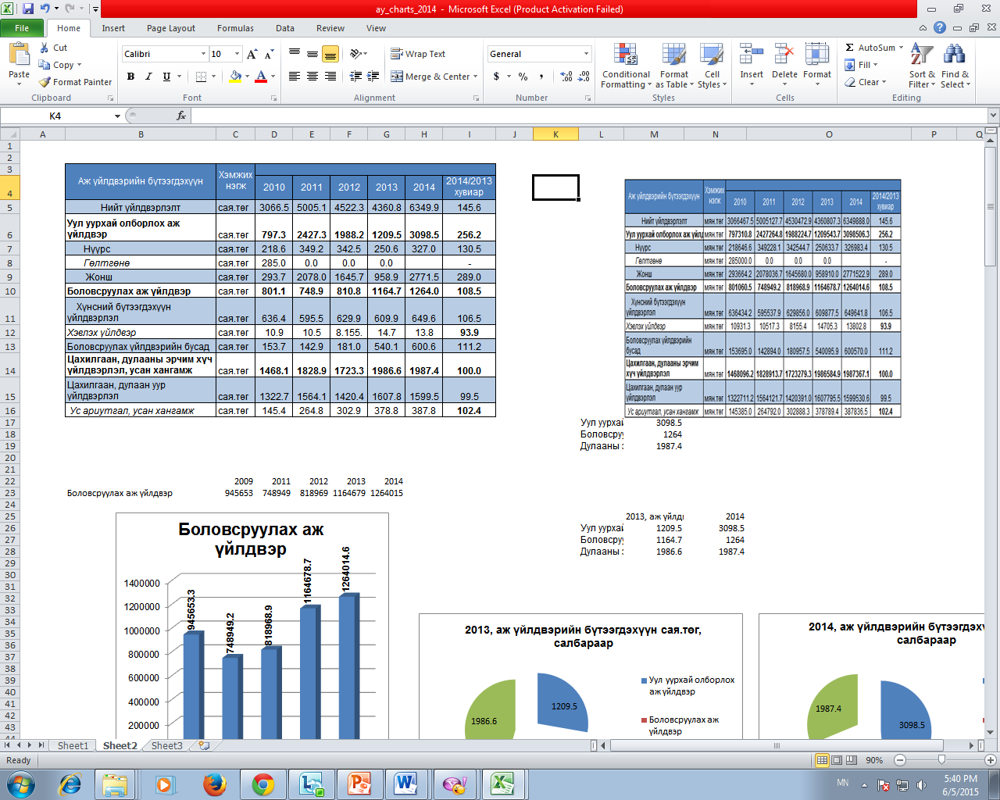 ay_charts_2014 - Microsoft Excel (Product Activation Failed)
File Home Insert Page Layout Formulas Data Review View
Paste Cut Copy Format Painter Clipboard
Calibri 10 B I U Font
Wrap Text Merge & Center Alignment
General $ % , Number
Conditional Formatting Format as Table Cell Styles Styles
Insert Delete Format Cells
AutoSum Fill Clear Sort & Filter Find & Select Editing
K4 fx
A B C D E F G H I J K L M N O P Q
Аж үйлдвэрийн бүтээгдэхүүн Хэмжих нэгж 2010 2011 2012 2013 2014 2014/2013 хувиар
5 Нийт үйлдвэрлэлт сая.төг 3066.5 5005.1 4522.3 4360.8 6349.9 145.6
6 Уул уурхай олборлох аж үйлдвэр сая.төг 797.3 2427.3 1988.2 1209.5 3098.5 256.2
7 Нүүрс сая.төг 218.6 349.2 342.5 250.6 327.0 130.5
8 Гөлтгөнө сая.төг 285.0 0.0 0.0 0.0 -
9 Жонш сая.төг 293.7 2078.0 1645.7 958.9 2771.5 289.0
10 Боловсруулах аж үйлдвэр сая.төг 801.1 748.9 810.8 1164.7 1264.0 108.5
11 Хүнсний бүтээгдэхүүн үйлдвэрлэл сая.төг 636.4 595.5 629.9 609.9 649.6 106.5
12 Хэвлэх үйлдвэр сая.төг 10.9 10.5 8.155. 14.7 13.8 93.9
13 Боловсруулах үйлдвэрийн бусад сая.төг 153.7 142.9 181.0 540.1 600.6 111.2
14 Цахилгаан, дулааны эрчим хүч үйлдвэрлэл, усан хангамж сая.төг 1468.1 1828.9 1723.3 1986.6 1987.4 100.0
15 Цахилгаан, дулаан уур үйлдвэрлэл сая.төг 1322.7 1564.1 1420.4 1607.8 1599.5 99.5
16 Ус ариутгал, усан хангамж сая.төг 145.4 264.8 302.9 378.8 387.8 102.4
Аж үйлдвэрийн бүтээгдэхүүн Хэмжих нэгж 2010 2011 2012 2013 2014 2014/2013 хувиар
Нийт үйлдвэрлэлт мян.төг 3066467.5 5005127.7 4530472.9 4360807.3 6349888.0 145.6
Уул уурхай олборлох аж үйлд мян.төг 797310.8 2427264.8 1988224.7 1209543.7 3098506.3 256.2
Нүүрс мян.төг 218646.6 349228.1 342544.7 250633.7 326983.4 130.5
Гөлтгөнө мян.төг 285000.0 0.0 0.0 0.0 -
Жонш мян.төг 293664.2 2078036.7 1645680.0 958910.0 2771522.9 289.0
Боловсруулах аж үйлдвэр мян.төг 801060.5 748949.2 818968.9 1164678.7 1264014.6 108.5
Хүнсний бүтээгдэхүүн үйлдвэрлэл мян.төг 636434.2 595537.9 629856.0 609877.5 649641.8 106.5
Хэвлэх үйлдвэр мян.төг 10931.3 10517.3 8155.4 14705.3 13802.8 93.9
Боловсруулах үйлдвэрийн бусад мян.төг 153695.0 142894.0 180957.5 540095.9 600570.0 111.2
Цахилгаан, дулааны эрчим хүч үйлдвэрлэл, усан хангамж мян.төг 1468096.2 1828913.7 1723279.3 1986584.9 1987367.1 100.0
Цахилгаан, дулаан уур үйлдвэрлэл мян.төг 1322711.2 1564121.7 1420391.0 1607795.5 1599530.6 99.5
Ус ариутгал, усан хангамж мян.төг 145385.0 264792.0 302888.3 378789.4 387836.5 102.4
17 Уул уурхай 3098.5
18 Боловсруу 1264
19 Дулааны э 1987.4
22 2009 2011 2012 2013 2014
23 Боловсруулах аж үйлдвэр 945653 748949 818969 1164679 1264015
25 2013, аж үйлды 2014
26 Уул уурхай 1209.5 3098.5
27 Боловсруу 1164.7 1264
28 Дулааны э 1986.6 1987.4
Боловсруулах аж
үйлдвэр
1400000
1200000
1000000
800000
600000
400000
200000
945653.3 748949.2 818968.9 1164678.7 1264014.6
2013, аж үйлдвэрийн бүтээгдэхүүн сая.төг,
салбараар
1986.6 1209.5
Уул уурхай олборлох
аж үйлдвэр
Боловсруулах аж
үйлдвэр
2014, аж үйлдвэрийн бүтээгдэхү
салбараар
1987.4 3098.5
Sheet1 Sheet2 Sheet3
Ready 90%
MN 5:40 PM
6/5/2015